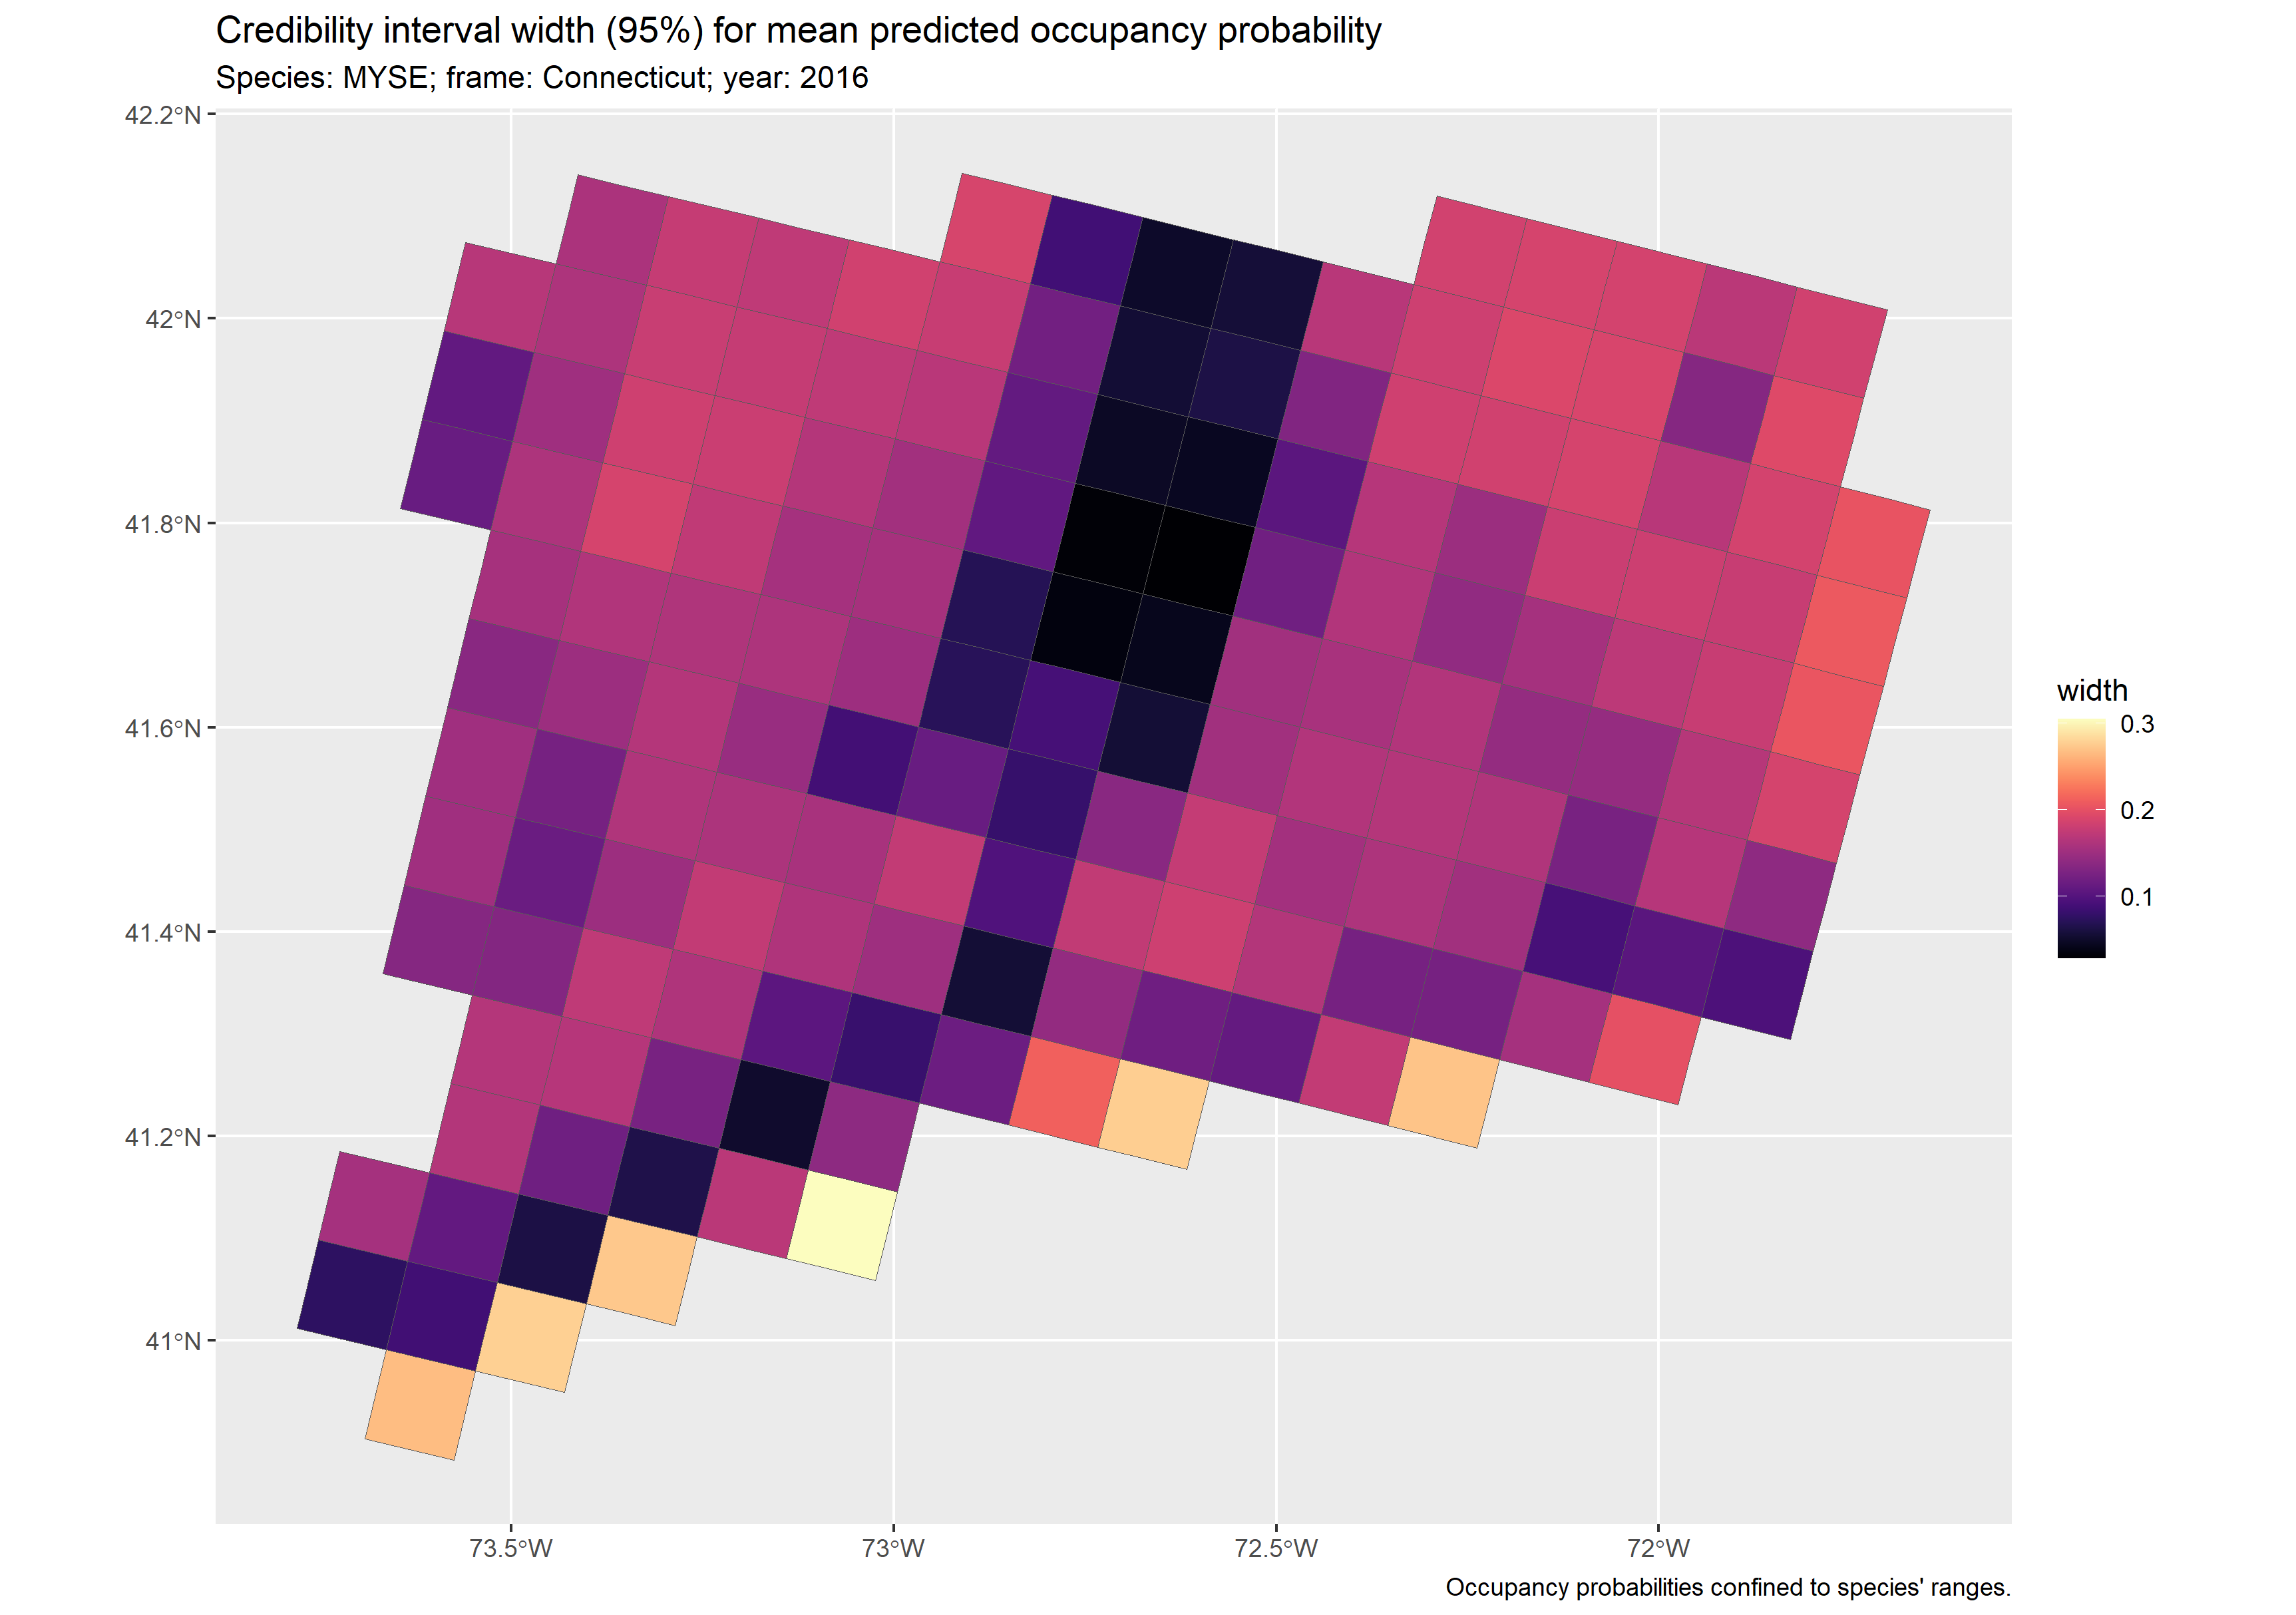 Credibility interval width (95%) for mean predicted occupancy probability
Species: MYSE; frame: Connecticut; year: 2016
42.2°N
42°N
41.8°N
41.6°N
41.4°N
41.2°N
41°N
73.5°W
73°W
72.5°W
72°W
width
0.3
0.2
0.1
Occupancy probabilities confined to species' ranges.